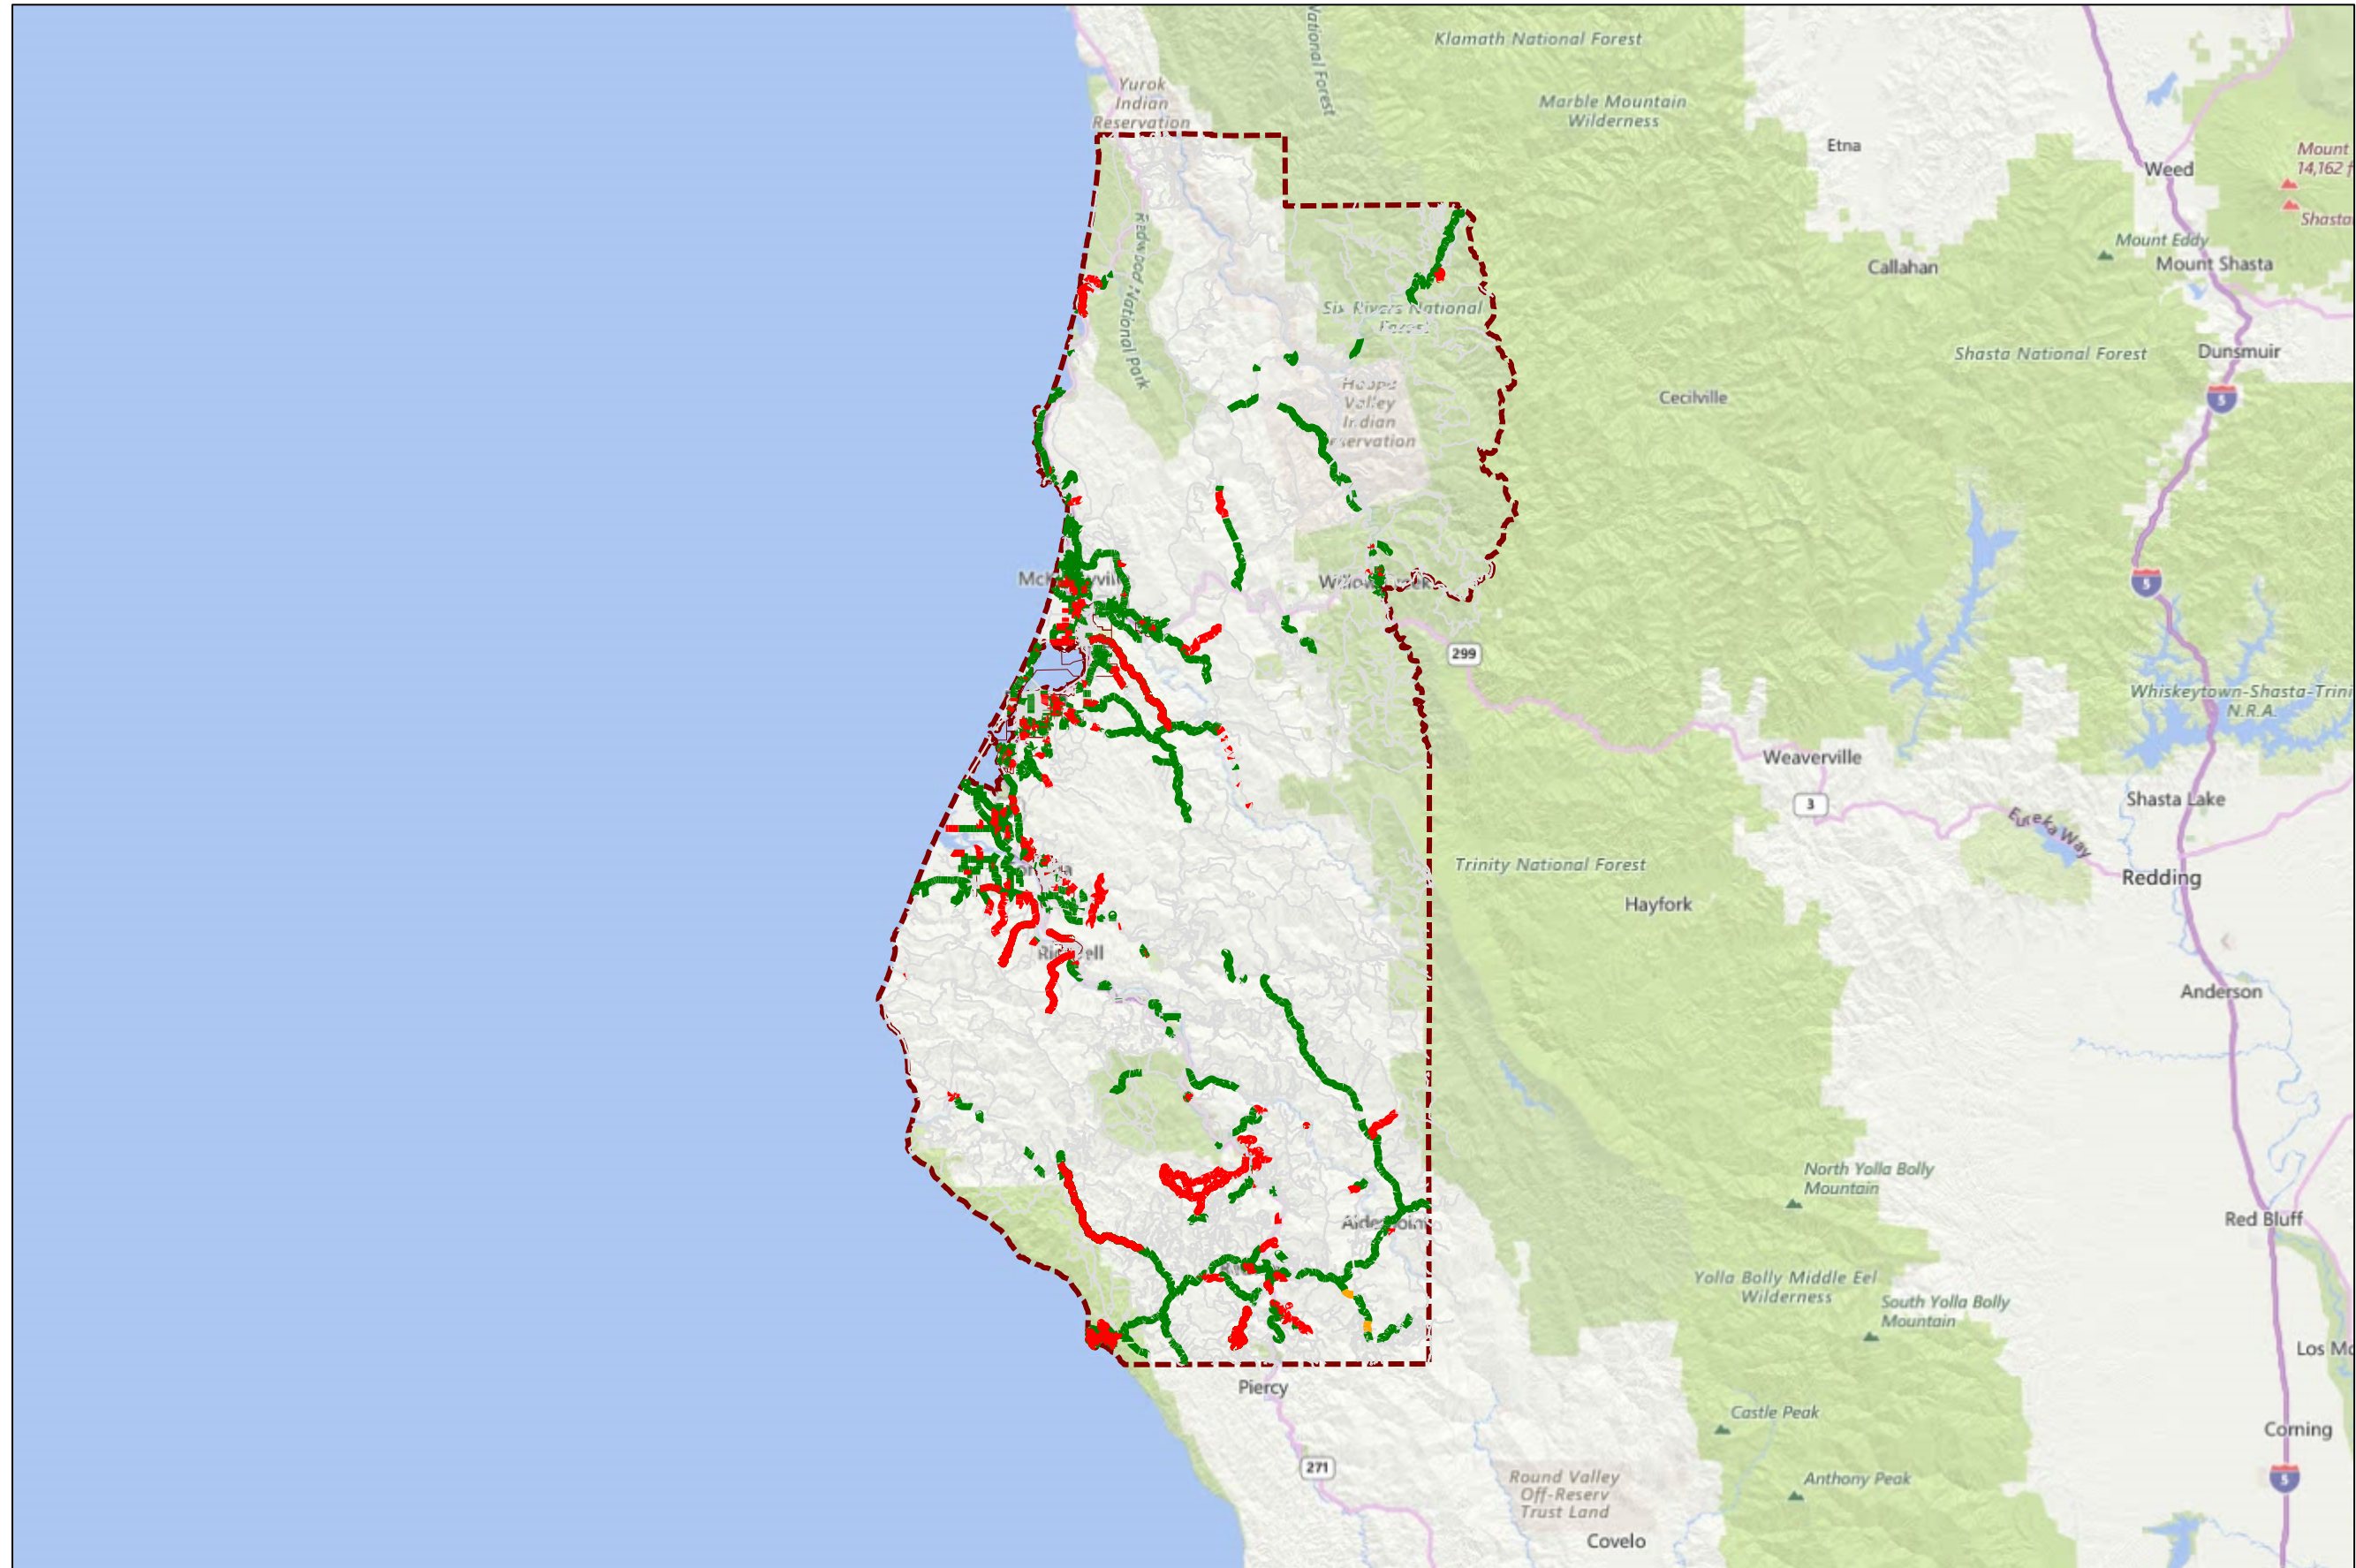 National Forest
Klamath National Forest
Yurok
Indian
Reservation
Marble Mountain
Wilderness
Etna
Weed
Mount
14,162 f
Shasta
Redwood National Park
Mount Eddy
Callahan
Mount Shasta
Six Rivers National
Forest
Shasta National Forest
Dunsmuir
Hoopa
Valley
Indian
Cecilville
5
5
299
Whiskeytown-Shasta-Trini
N.R.A.
Weaverville
3
Shasta Lake
Eureka Way
Trinity National Forest
Redding
Hayfork
Anderson
North Yolla Bolly
Mountain
Red Bluff
Yolla Bolly Middle Eel
Wilderness
South Yolla Bolly
Mountain
Los Mo
Piercy
Castle Peak
Corning
271
Round Valley
Off-Reserv
Trust Land
Anthony Peak
5
Covelo